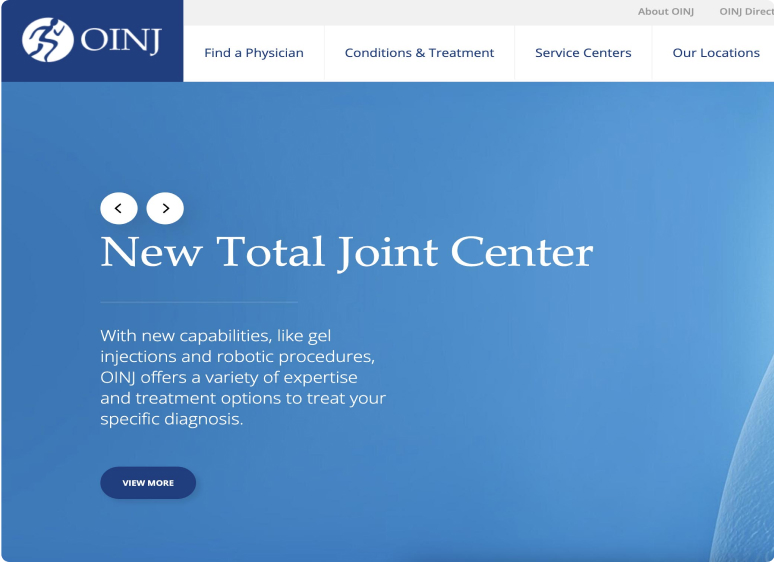 About OINJ
OINJ
Find a Physician
Conditions & Treatment
Service Centers
Our Locations
New Total Joint Center
With new capabilities, like gel
injections and robotic procedures,
OINJ offers a variety of expertise
and treatment options to treat your
specific diagnosis.
VIEW MORE